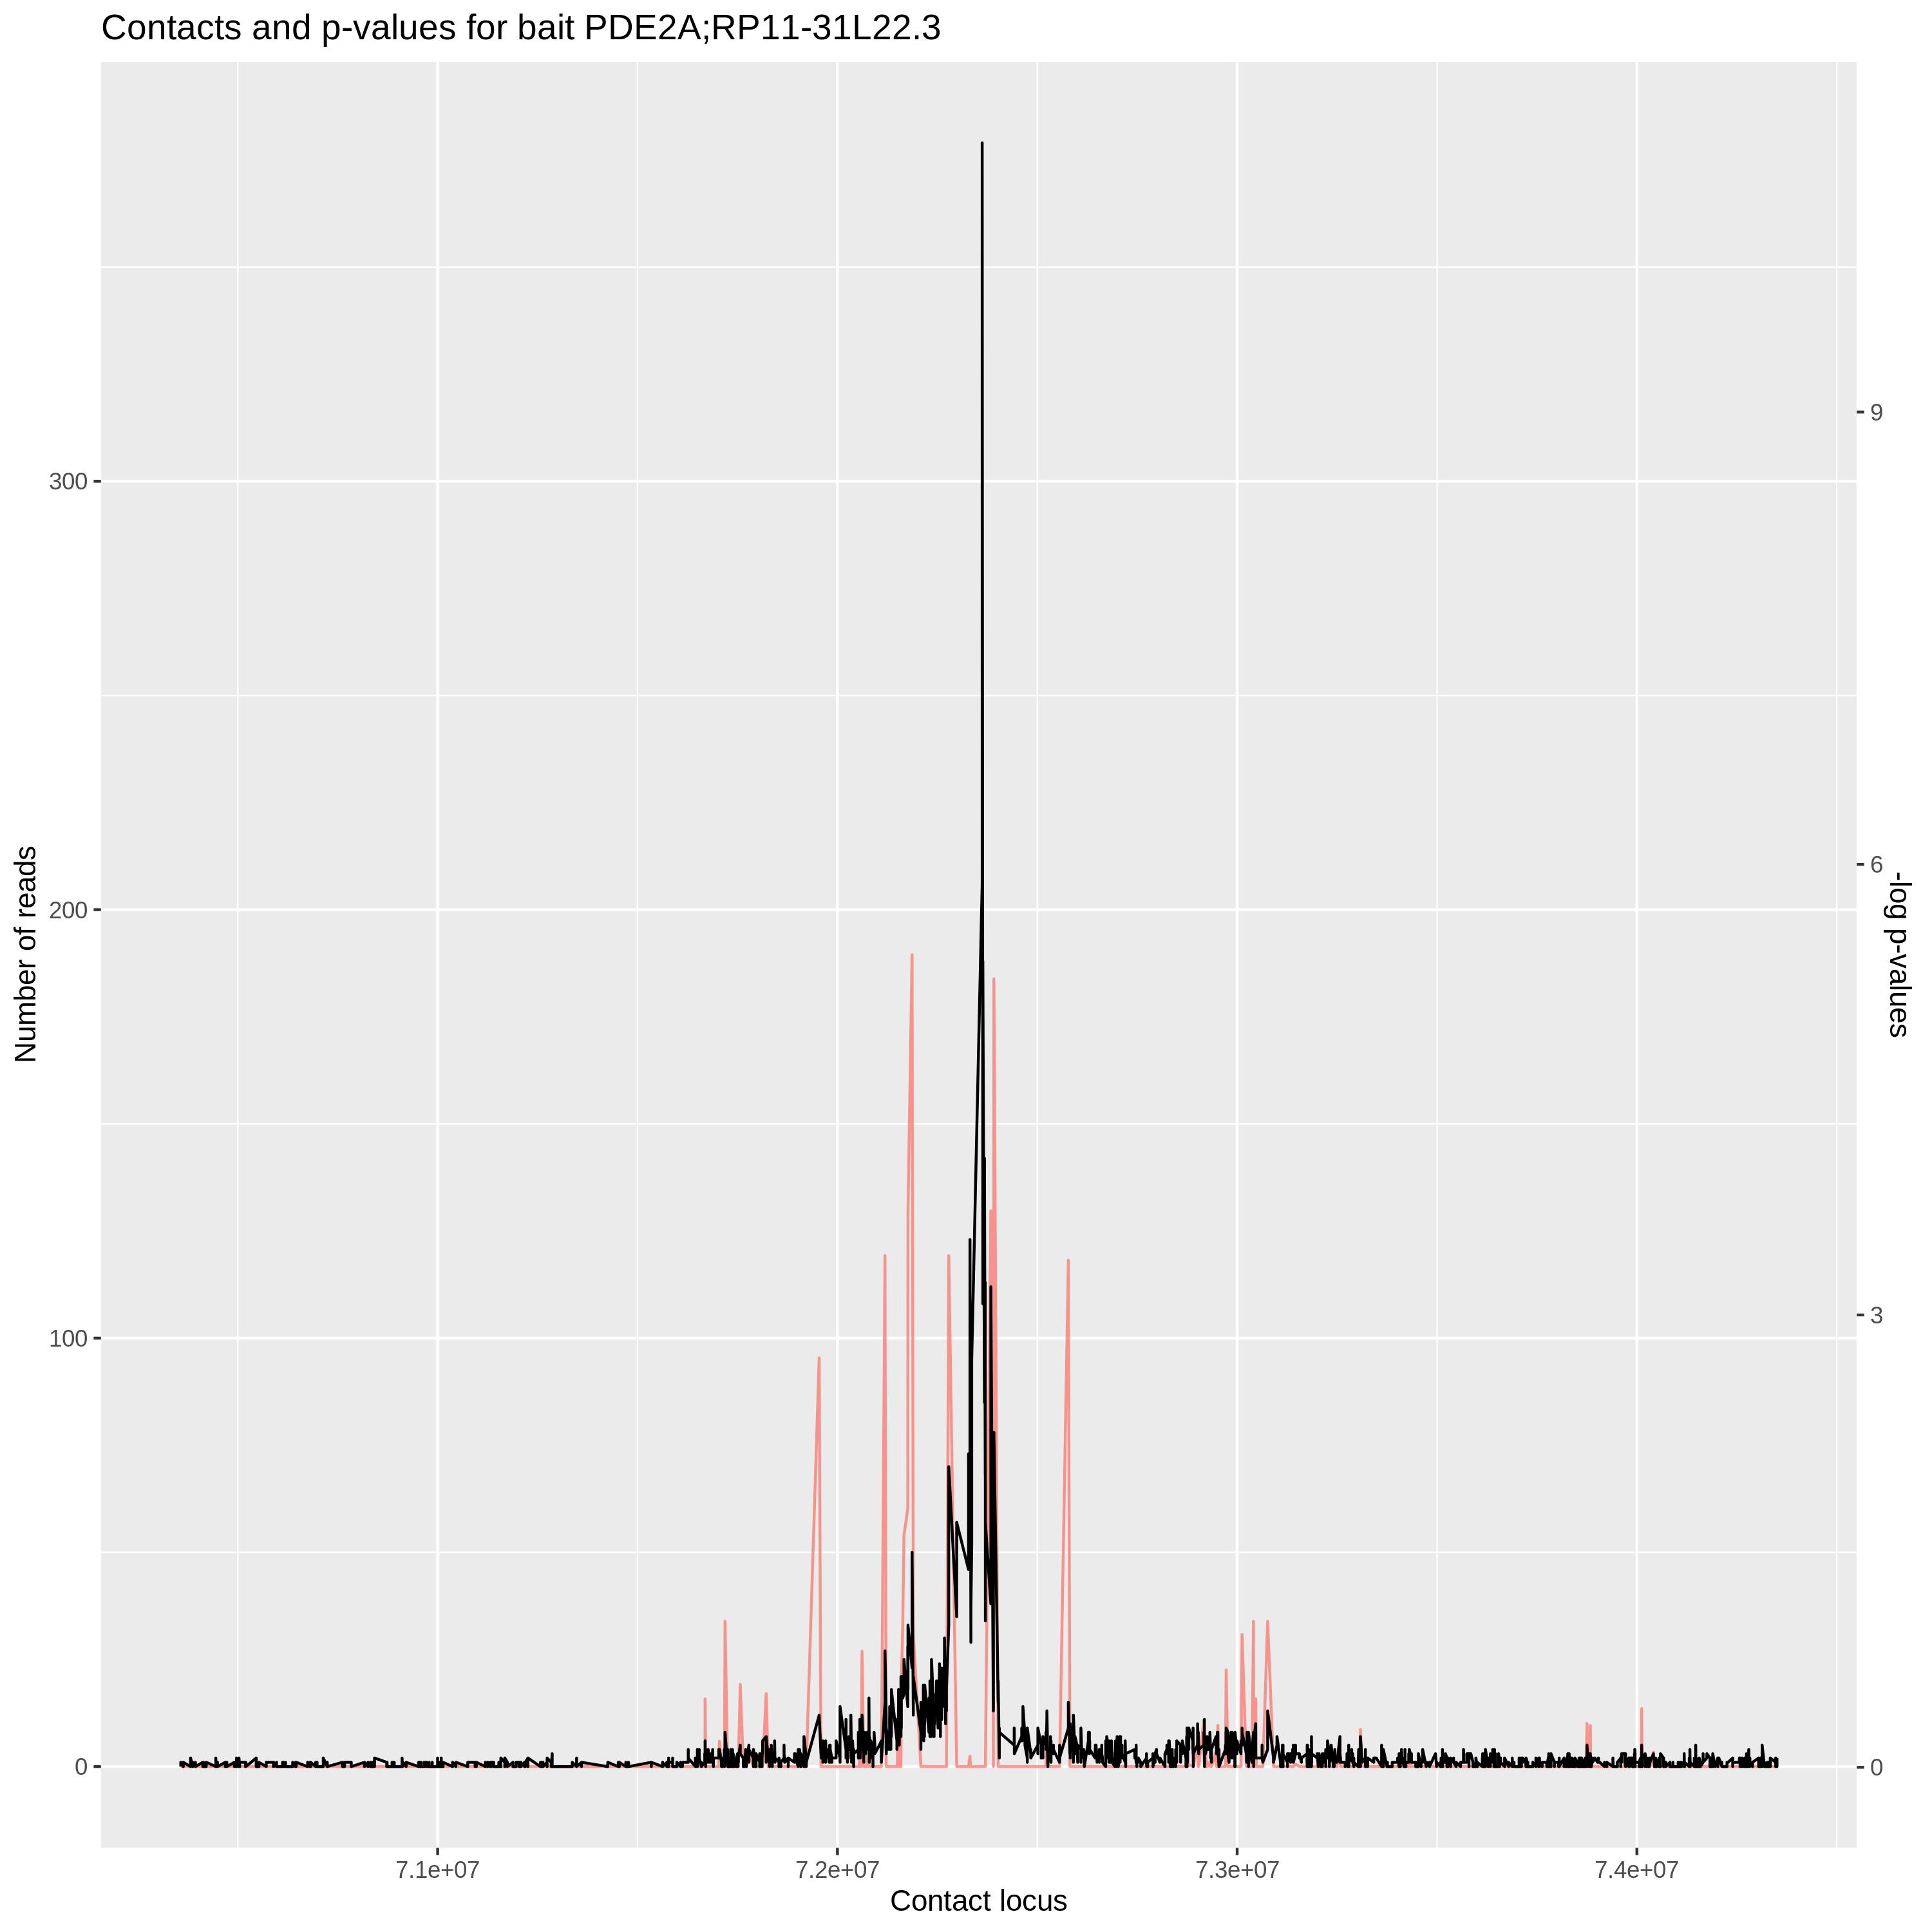 Contacts and p-values for bait PDE2A;RP11-31L22.3
Number of reads
300
200
100
0
9
6
3
0
-log p-values
7.1e+07
7.2e+07
7.3e+07
7.4e+07
Contact locus